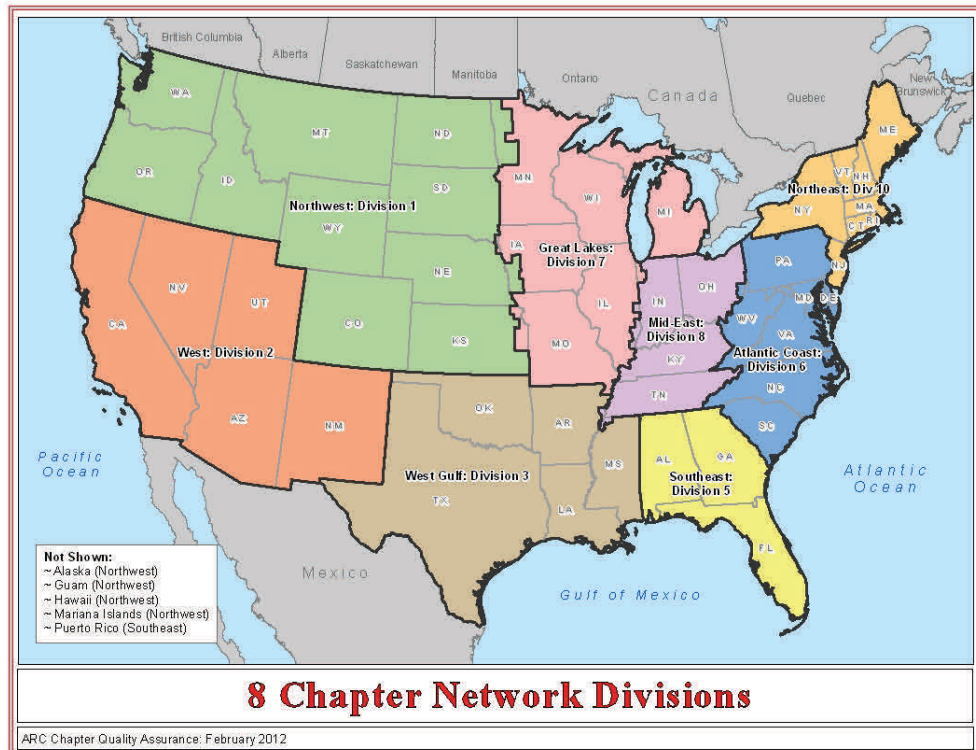 British Columbia
Alberta
Saskatchewan
Manitoba
Ontario
Canada
Quebec
New
Brunswick
WA
MT
ND
MN
ME
OR
ID
SD
WI
MI
VT
NH
Northeast: Div 10
Northwest: Division 1
WY
NY
MA
CT
RI
IA
Great Lakes:
Division 7
NE
PA
NJ
NV
UT
CO
KS
IL
IN
OH
MD
DE
WV
VA
CA
West: Division 2
MO
Mid-East:
Division 8
KY
Atlantic Coast:
Division 6
TN
NC
SC
AZ
NM
OK
AR
MS
AL
GA
West Gulf: Division 3
TX
LA
Southeast:
Division 5
FL
Pacific
Ocean
Atlantic
Ocean
Mexico
Gulf of Mexico
Not Shown:
~ Alaska (Northwest)
~ Guam (Northwest)
~ Hawaii (Northwest)
~ Mariana Islands (Northwest)
~ Puerto Rico (Southeast)
8 Chapter Network Divisions
ARC Chapter Quality Assurance: February 2012